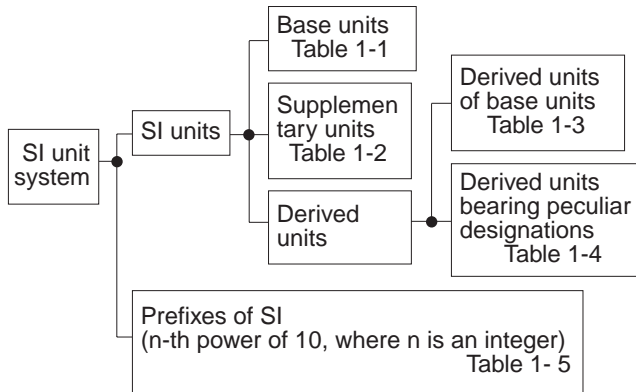 SI unit
system
SI units
Base units
Table 1-1
Supplemen
tary units
Table 1-2
Derived
units
Derived units
of base units
Table 1-3
Derived units
bearing peculiar
designations
Table 1-4
Prefixes of SI
(n-th power of 10, where n is an integer)
Table 1- 5